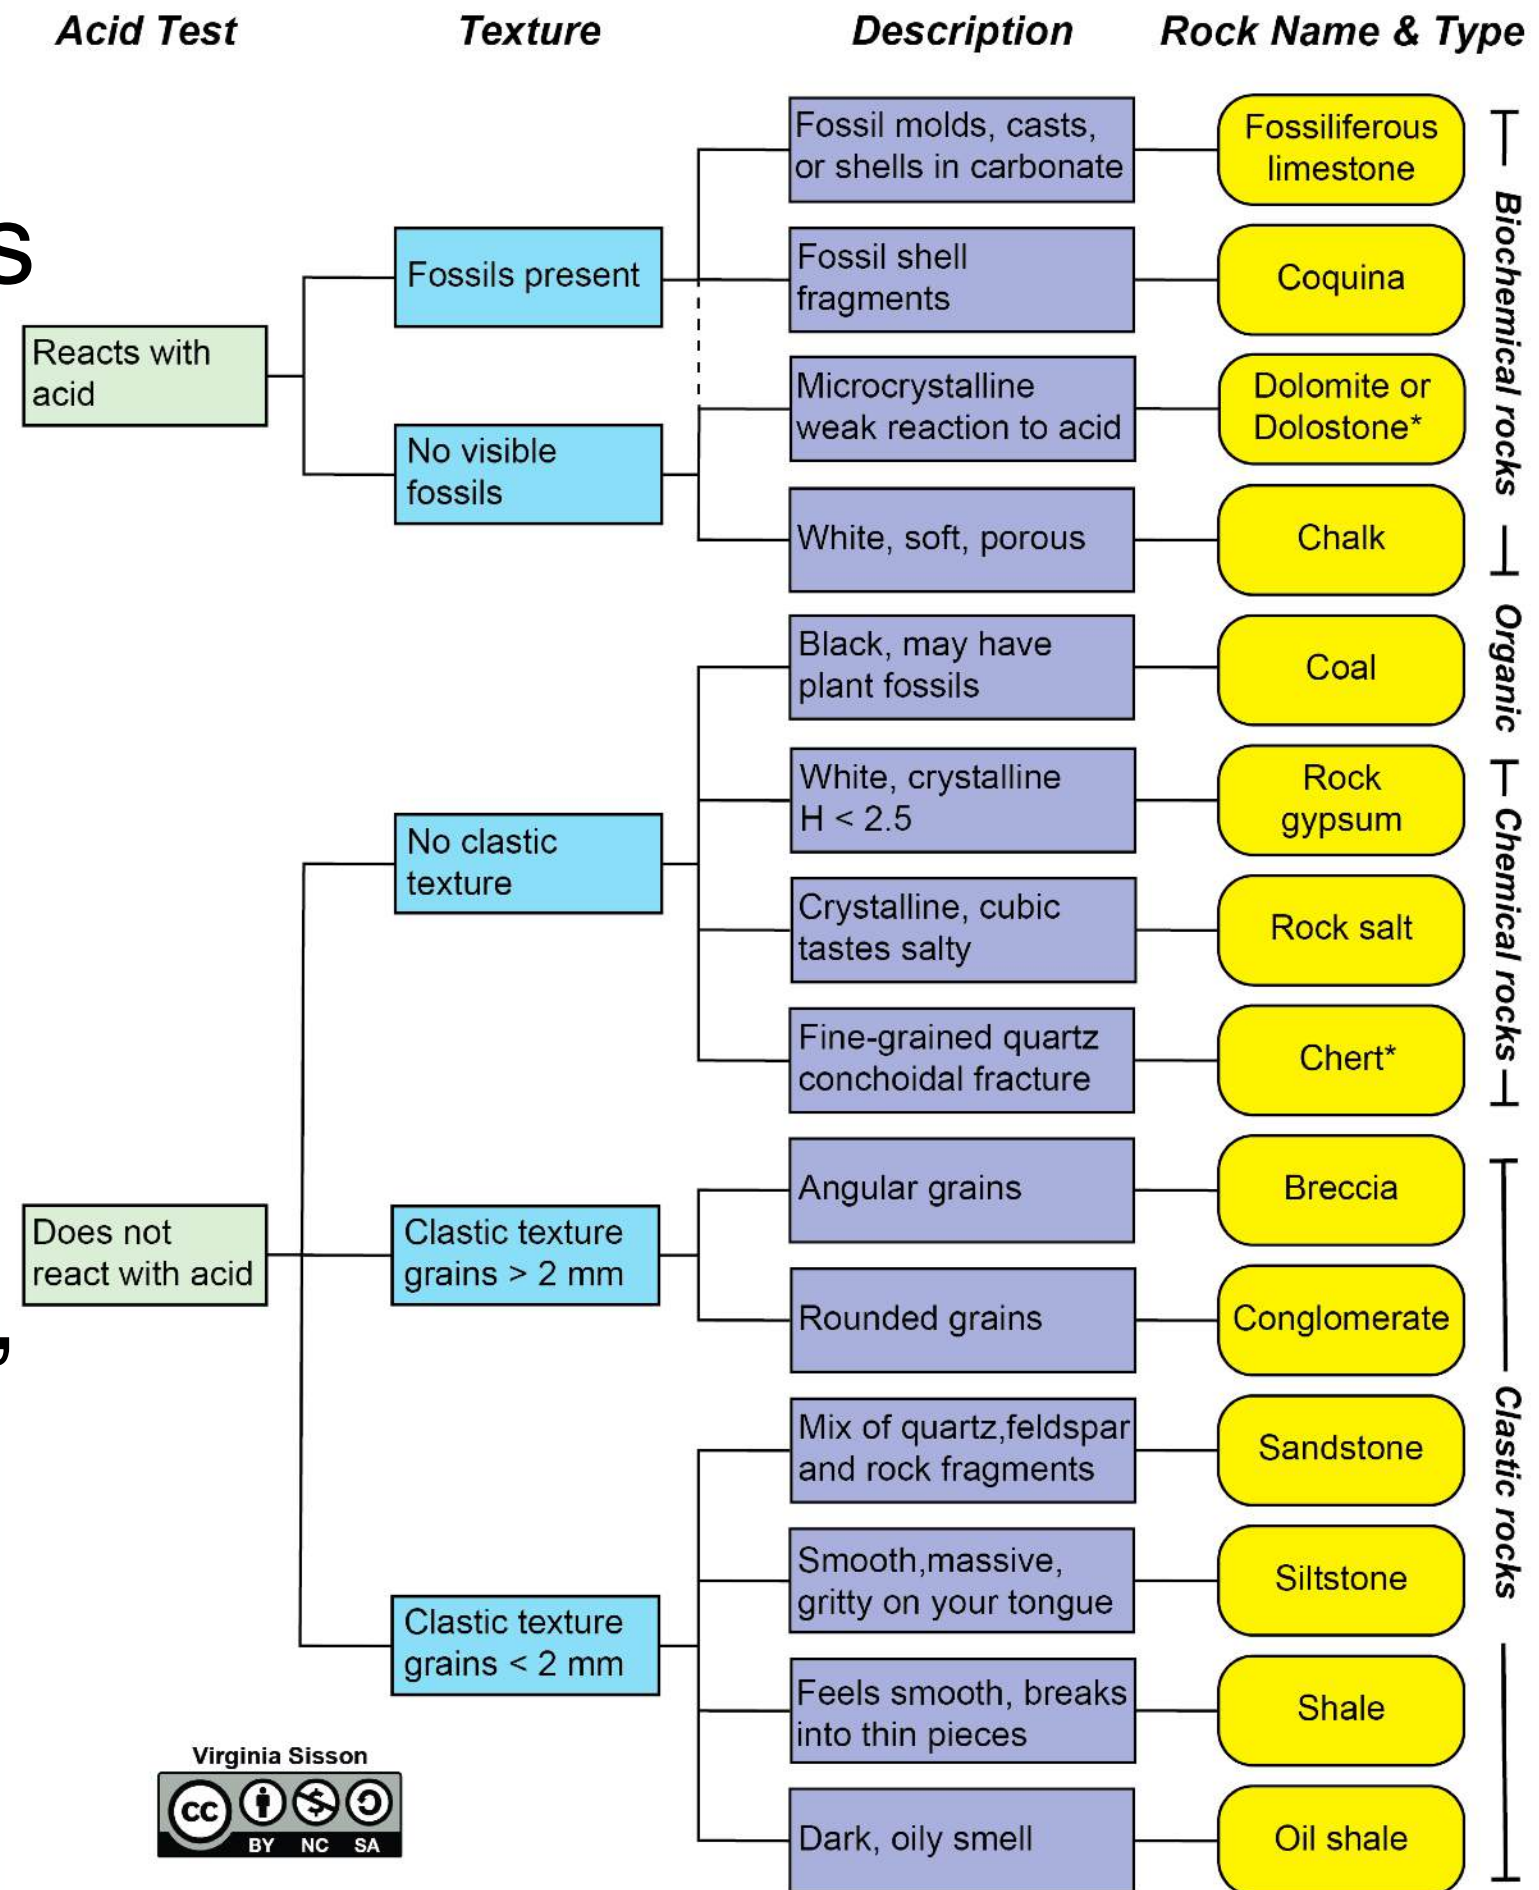 Acid Test
Texture
Description
Rock Name & Type
s
Reacts with
acid
Fossils present
Fossil molds, casts,
or shells in carbonate
Fossiliferous
limestone
Fossil shell
fragments
Coquina
No visible
fossils
Microcrystalline
weak reaction to acid
Dolomite or
Dolostone*
White, soft, porous
Chalk
Biochemical rocks
Does not
react with acid
No clastic
texture
Black, may have
plant fossils
Coal
Organic
White, crystalline
H < 2.5
Rock
gypsum
Crystalline, cubic
tastes salty
Rock salt
Fine-grained quartz
conchoidal fracture
Chert*
Chemical rocks
,
Clastic texture
grains > 2 mm
Angular grains
Breccia
Rounded grains
Conglomerate
Clastic texture
grains < 2 mm
Mix of quartz,feldspar
and rock fragments
Sandstone
Smooth,massive,
gritty on your tongue
Siltstone
Feels smooth, breaks
into thin pieces
Shale
Dark, oily smell
Oil shale
Clastic rocks
Virginia Sisson
cc
BY NC SA